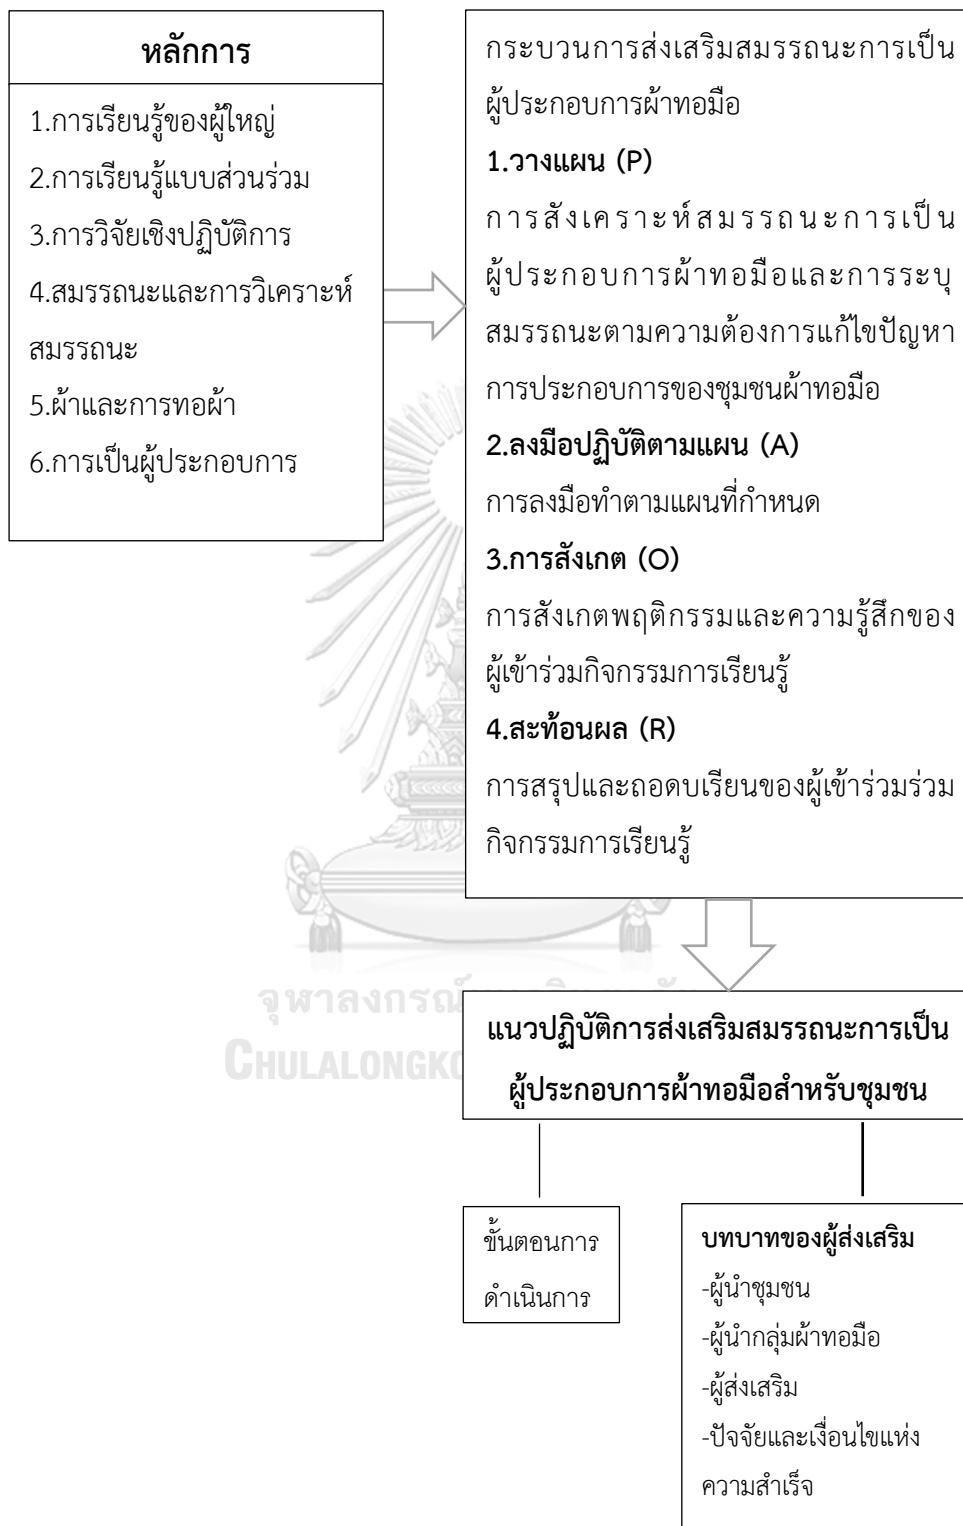 หลักการ
1.การเรียนรู้ของผู้ใหญ่
2.การเรียนรู้แบบส่วนร่วม
3.การวิจัยเชิงปฏิบัติการ
4.สมรรถนะและการวิเคราะห์
สมรรถนะ
5.ผ้าและการทอผ้า
6.การเป็นผู้ประกอบการ
กระบวนการส่งเสริมสมรรถนะการเป็น
ผู้ประกอบการผ้าทอมือ
1.วางแผน (P)
การสังเคราะห์สมรรถนะการเป็น
ผู้ประกอบการผ้าทอมือและการระบุ
สมรรถนะตามความต้องการแก้ไขปัญหา
การประกอบการของชุมชนผ้าทอมือ
2.ลงมือปฏิบัติตามแผน (A)
การลงมือทำตามแผนที่กำหนด
3.การสังเกต (O)
การสังเกตพฤติกรรมและความรู้สึกของ
ผู้เข้าร่วมกิจกรรมการเรียนรู้
4.สะท้อนผล (R)
การสรุปและถอดบเรียนของผู้เข้าร่วมร่วม
กิจกรรมการเรียนรู้
จุฬาลงกรณ์
แนวปฏิบัติการส่งเสริมสมรรถนะการเป็น
ผู้ประกอบการผ้าทอมือสำหรับชุมชน
ขั้นตอนการ
ดำเนินการ
บทบาทของผู้ส่งเสริม
-ผู้นำชุมชน
-ผู้นำกลุ่มผ้าทอมือ
-ผู้ส่งเสริม
-ปัจจัยและเงื่อนไขแห่ง
ความสำเร็จ